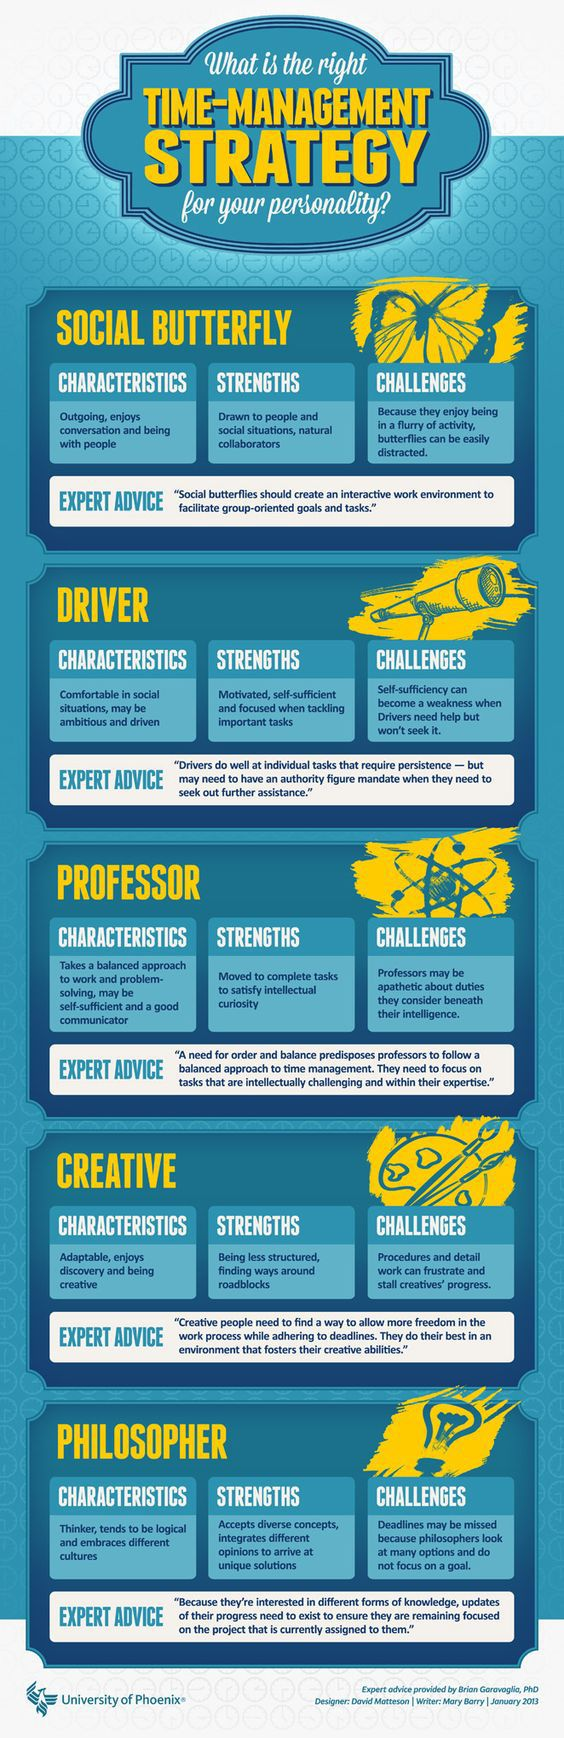 What is the right
TIME-MANAGEMENT
STRATEGY
for your personality?
SOCIAL BUTTERFLY
CHARACTERISTICS
Outgoing, enjoys
conversation and being
with people
STRENGTHS
Drawn to people and
social situations, natural
collaborators
CHALLENGES
Because they enjoy being
in a flurry of activity,
butterflies can be easily
distracted.
EXPERT ADVICE
“Social butterflies should create an interactive work environment to
facilitate group-oriented goals and tasks.”
DRIVER
CHARACTERISTICS
Comfortable in social
situations, may be
ambitious and driven
STRENGTHS
Motivated, self-sufficient
and focused when tackling
important tasks
CHALLENGES
Self-sufficiency can
become a weakness when
Drivers need help but
won’t seek it.
EXPERT ADVICE
“Drivers do well at individual tasks that require persistence — but
may need to have an authority figure mandate when they need to
seek out further assistance.”
PROFESSOR
CHARACTERISTICS
Takes a balanced approach
to work and problem-
solving, may be
self-sufficient and a good
communicator
STRENGTHS
Moved to complete tasks
to satisfy intellectual
curiosity
CHALLENGES
Professors may be
apathetic about duties
they consider beneath
their intelligence.
EXPERT ADVICE
“A need for order and balance predisposes professors to follow a
balanced approach to time management. They need to focus on
tasks that are intellectually challenging and within their expertise.”
CREATIVE
CHARACTERISTICS
Adaptable, enjoys
discovery and being
creative
STRENGTHS
Being less structured,
finding ways around
roadblocks
CHALLENGES
Procedures and detail
work can frustrate and
stall creatives’ progress.
EXPERT ADVICE
“Creative people need to find a way to allow more freedom in the
work process while adhering to deadlines. They do their best in an
environment that fosters their creative abilities.”
PHILOSOPHER
CHARACTERISTICS
Thinker, tends to be logical
and embraces different
cultures
STRENGTHS
Accepts diverse concepts,
integrates different
opinions to arrive at
unique solutions
CHALLENGES
Deadlines may be missed
because philosophers look
at many options and do
not focus on a goal.
EXPERT ADVICE
“Because they’re interested in different forms of knowledge, updates
of their progress need to exist to ensure they are remaining focused
on the project that is currently assigned to them.”
University of Phoenix®
Expert advice provided by Brian Garavaglia, PhD
Designer: David Matteson | Writer: Mary Barry | January 2013